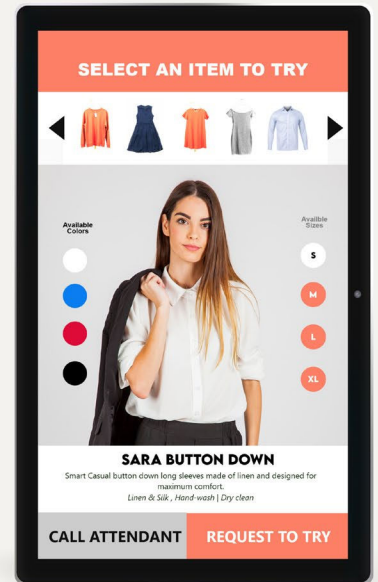 SELECT AN ITEM TO TRY
Available
Colors
Availble
Sizes
S
M
L
XL
SARA BUTTON DOWN
Smart Casual button down long sleeves made of linen and designed for
maximum comfort.
Linen & Silk , Hand-wash | Dry clean
CALL ATTENDANT
REQUEST TO TRY